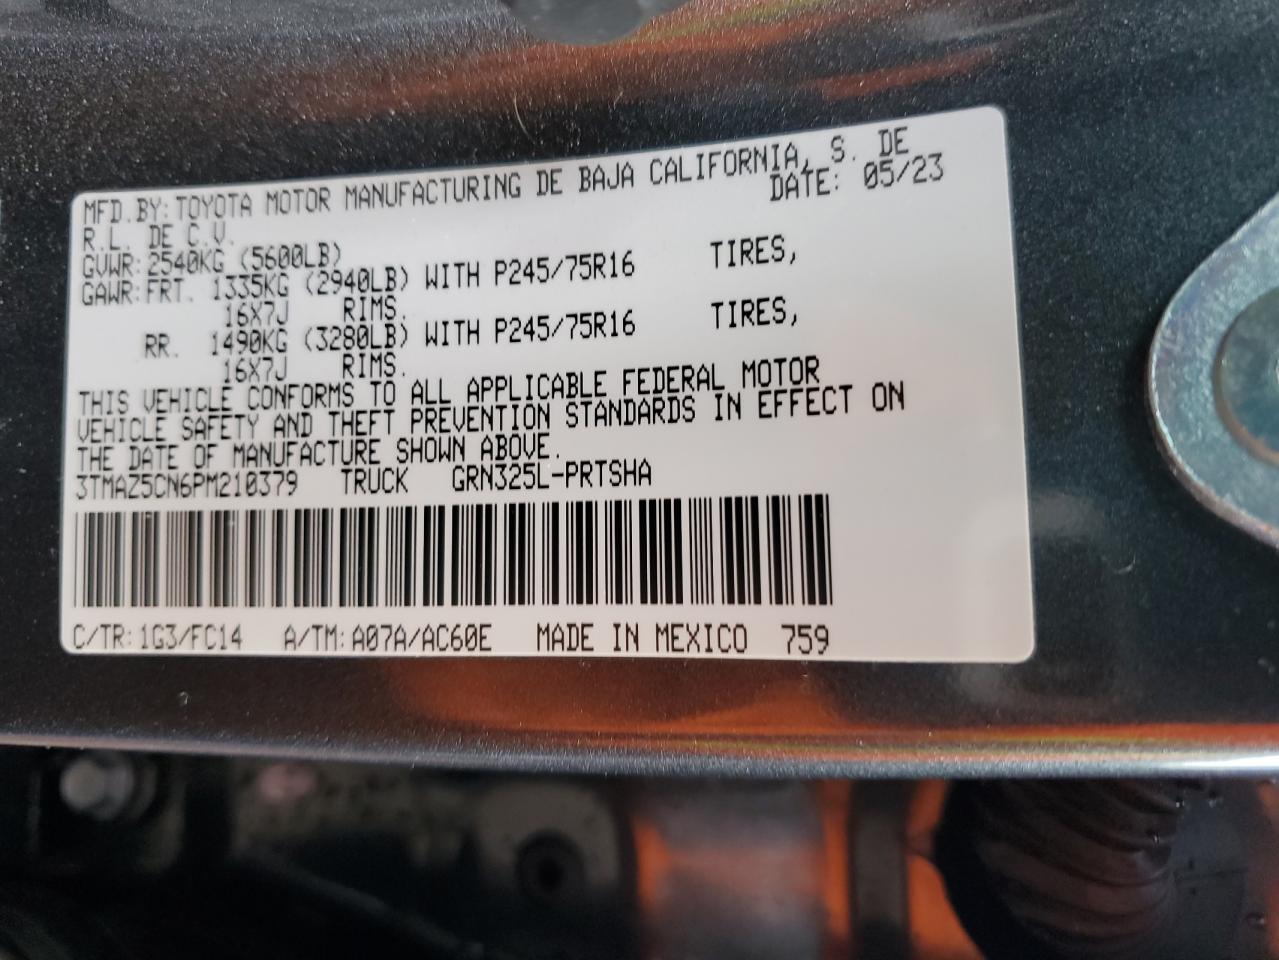 MFD.BY:TOYOTA MOTOR MANUFACTURING DE BAJA CALIFORNIA, S. DE
R.L. DE C.V. DATE: 05/23
GVWR:2540KG (5600LB)
GAWR:FRT. 1335KG (2940LB) WITH P245/75R16 TIRES,
16X7J RIMS.
RR. 1490KG (3280LB) WITH P245/75R16 TIRES,
16X7J RIMS.
THIS VEHICLE CONFORMS TO ALL APPLICABLE FEDERAL MOTOR
VEHICLE SAFETY AND THEFT PREVENTION STANDARDS IN EFFECT ON
THE DATE OF MANUFACTURE SHOWN ABOVE.
3TMAZ5CN6PM210379 TRUCK GRN325L-PRTSHA
C/TR:1G3/FC14 A/TM:A07A/AC60E MADE IN MEXICO 759